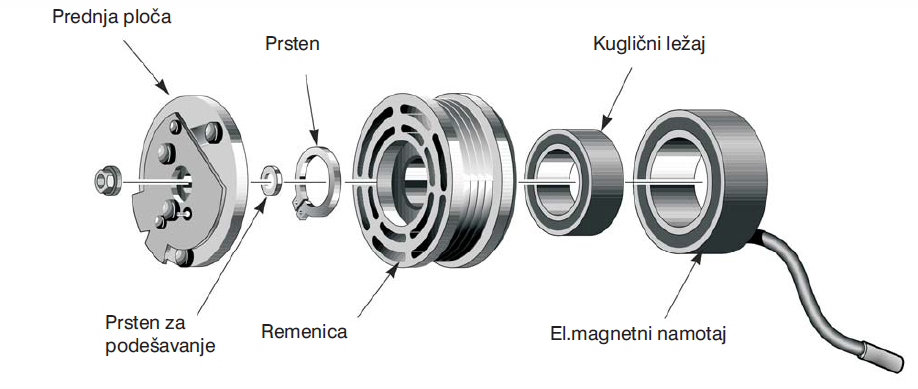 Prednja ploča
Prsten
Kuglični ležaj
Prsten za
podešavanje
Remenica
El.magnetni namotaj